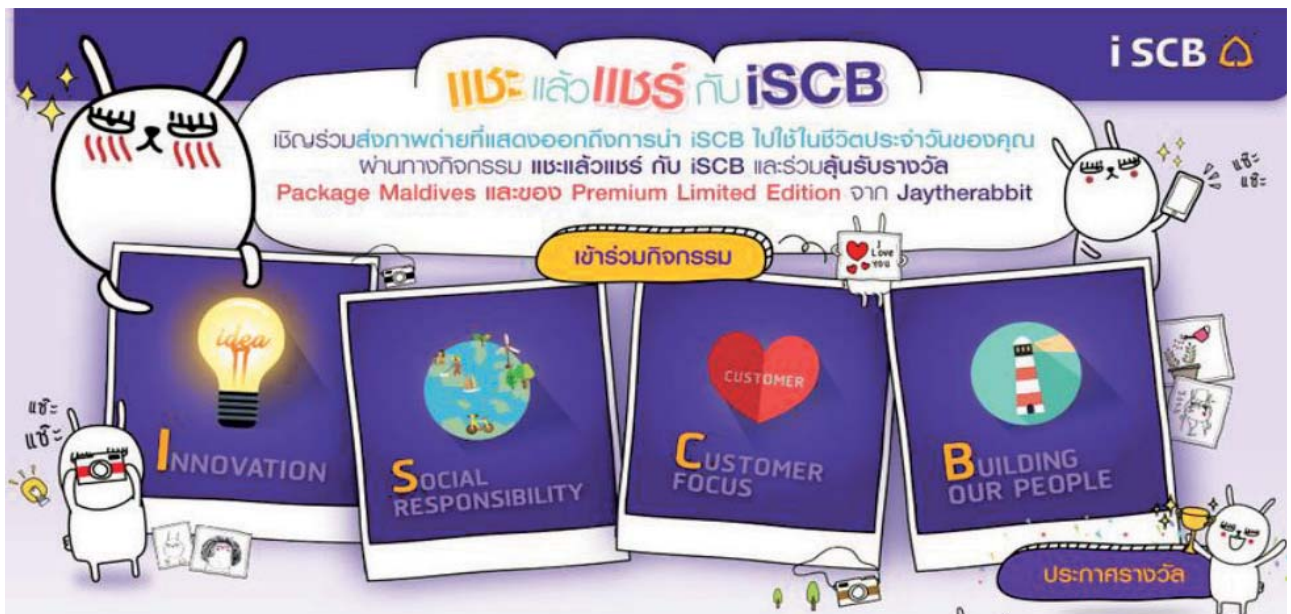 i SCB
แชะ แล้ว แชร์ กับ iSCB
เชิญร่วมส่งภาพถ่ายที่แสดงออกถึงการนำ iSCB ไปใช้ในชีวิตประจำวันของคุณ
ผ่านทางกิจกรรม แชะแล้วแชร์ กับ iSCB และร่วมลุ้นรับรางวัล
Package Maldives และของ Premium Limited Edition จาก Jaytherabbit
แช๊ะ
แช๊ะ
เข้าร่วมกิจกรรม
I
Love
YOU
idea
INNOVATION
SOCIAL
RESPONSIBILITY
CUSTOMER
CUSTOMER
FOCUS
BUILDING
OUR PEOPLE
แช๊ะ
แช๊ะ
ประกาศรางวัล